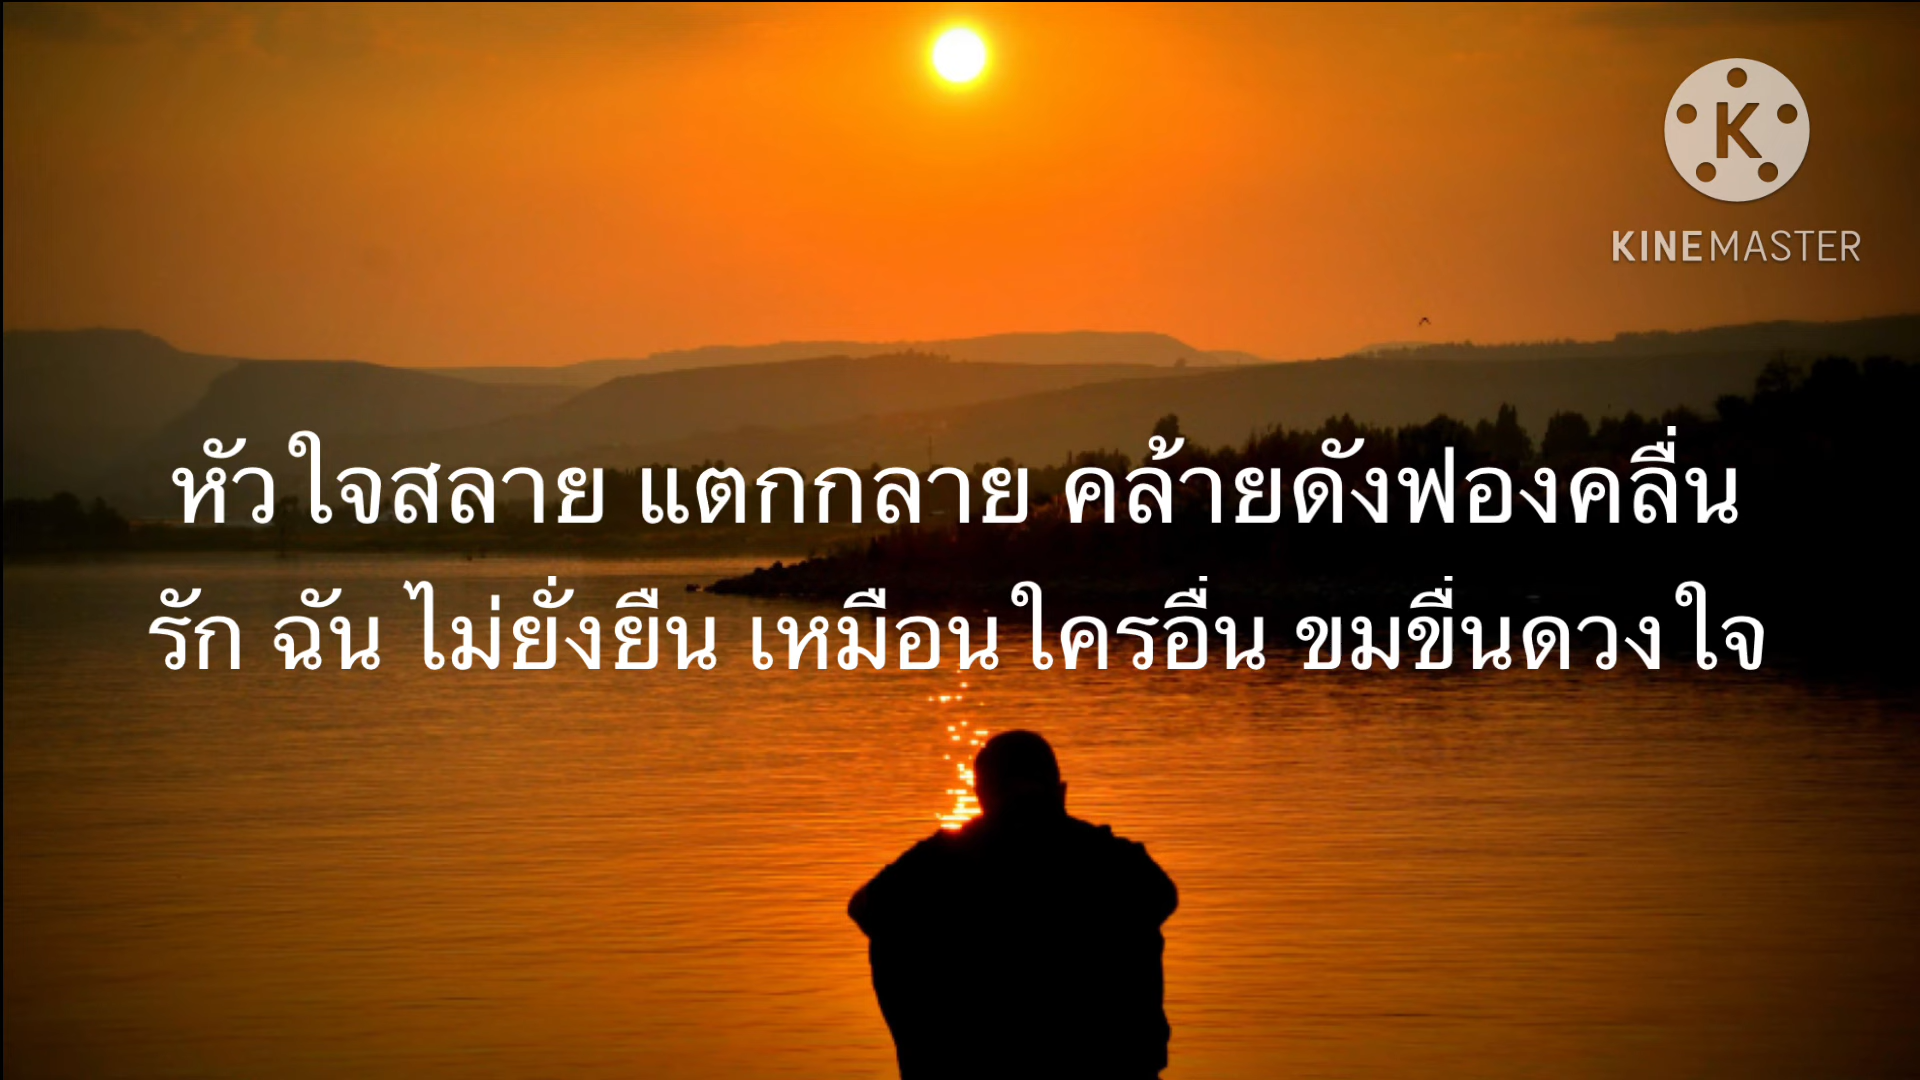 K
KINEMASTER
หัวใจสลาย แตกกลาย คล้ายดังฟองคลื่น
รัก ฉัน ไม่ยั่งยืน เหมือนใครอื่น ขมขื่นดวงใจ